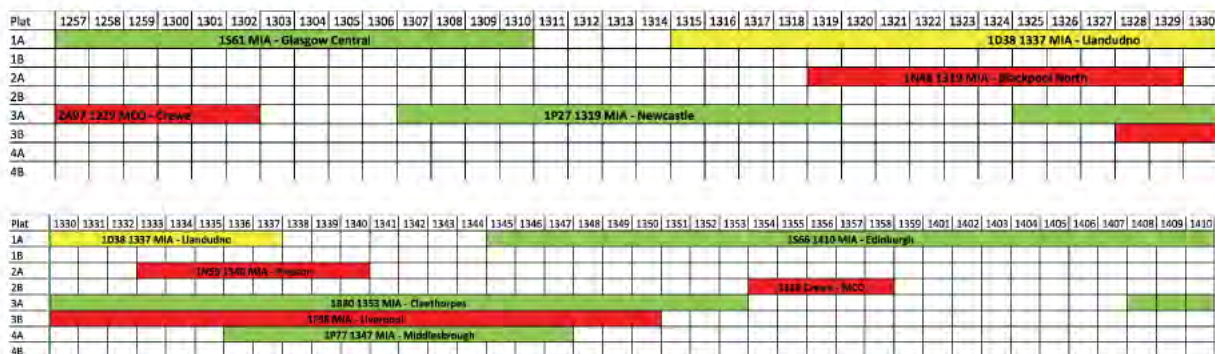 Plat 1257 1258 1259 1300 1301 1302 1303 1304 1305 1306 1307 1308 1309 1310 1311 1312 1313 1314 1315 1316 1317 1318 1319 1320 1321 1322 1323 1324 1325 1326 1327 1328 1329 1330
1A 1S61 MIA - Glasgow Central 1D38 1337 MIA - Llandudno
1B
2A 1N48 1319 MIA - Blackpool North
2B
3A 2A97 1229 MCO - Crewe 1P27 1319 MIA - Newcastle
3B
4A
4B
Plat 1330 1331 1332 1333 1334 1335 1336 1337 1338 1339 1340 1341 1342 1343 1344 1345 1346 1347 1348 1349 1350 1351 1352 1353 1354 1355 1356 1357 1358 1359 1401 1402 1403 1404 1405 1406 1407 1408 1409 1410
1A 1D38 1337 MIA - Llandudno 1S66 1410 MIA - Edinburgh
1B
2A 1340 MIA - Preston
2B Crewe - MCO
3A 1B80 1353 MIA - Cleethorpes
3B MIA - Liverpool
4A 1P77 1347 MIA - Middlesbrough
4B